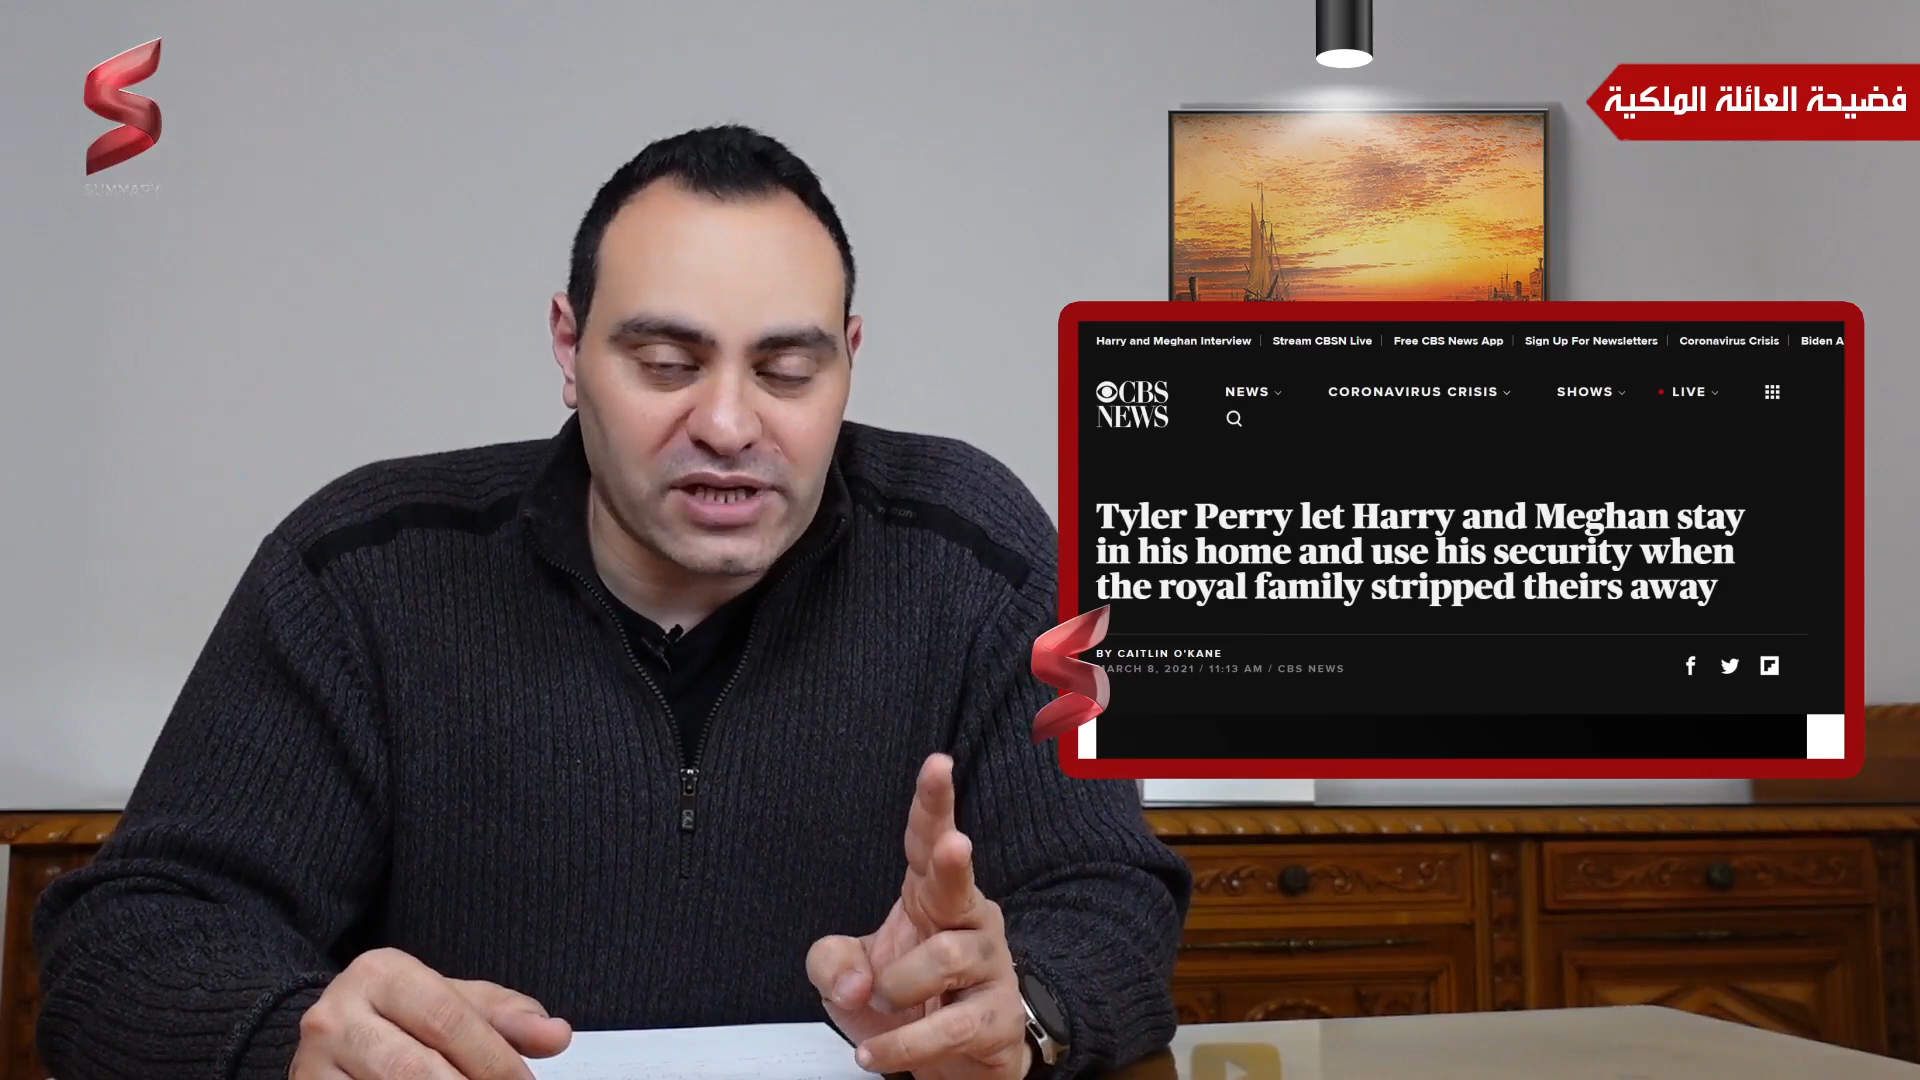 SUMMARY
فضيحة العائلة الملكية
Harry and Meghan Interview
Stream CBSN Live
Free CBS News App
Sign Up For Newsletters
Coronavirus Crisis
Biden A
CBS
NEWS
NEWS
CORONAVIRUS CRISIS
SHOWS
LIVE
Tyler Perry let Harry and Meghan stay
in his home and use his security when
the royal family stripped theirs away
BY CAITLIN O'KANE
MARCH 8, 2021 / 11:13 AM / CBS NEWS